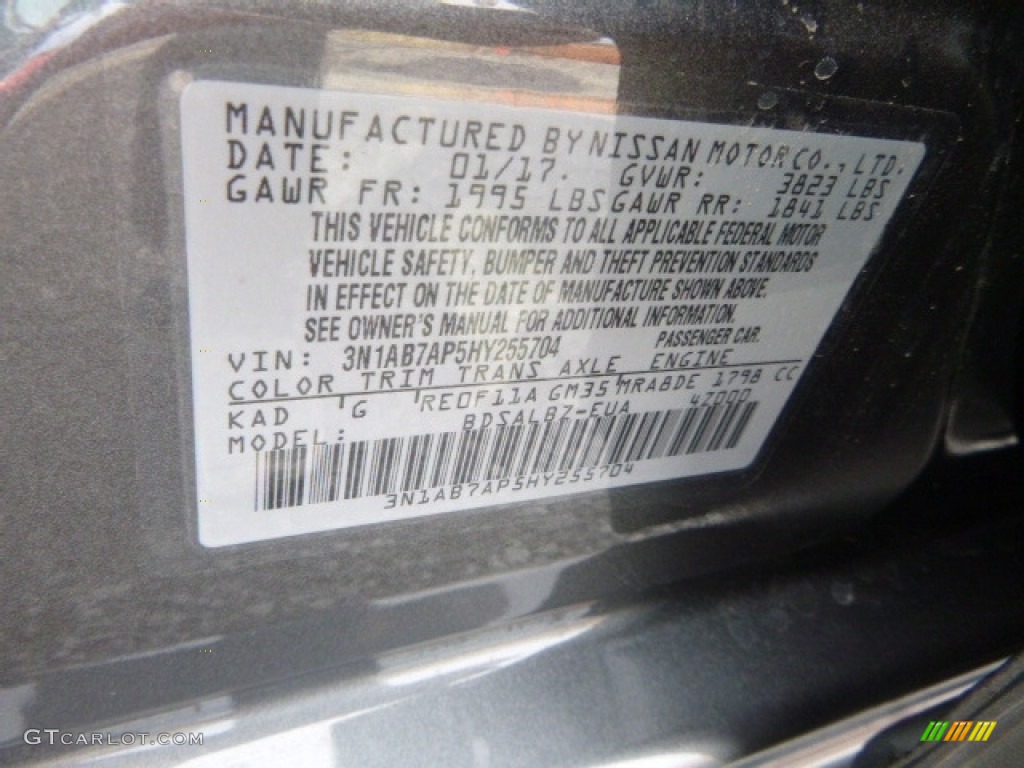 MANUFACTURED BY NISSAN MOTOR CO., LTD.
DATE: 01/17. GVWR: 3823 LBS
GAWR FR: 1995 LBS GAWR RR: 1841 LBS
THIS VEHICLE CONFORMS TO ALL APPLICABLE FEDERAL MOTOR
VEHICLE SAFETY, BUMPER AND THEFT PREVENTION STANDARDS
IN EFFECT ON THE DATE OF MANUFACTURE SHOWN ABOVE.
SEE OWNER'S MANUAL FOR ADDITIONAL INFORMATION.
VIN: 3N1AB7AP5HY255704 PASSENGER CAR.
COLOR TRIM TRANS AXLE ENGINE
KAD G RE0F11A GM35 MRA8DE 1798 CC
MODEL: BDSALBZ-EUA 4Z000
3N1AB7AP5HY255704
GTCARLOT.COM